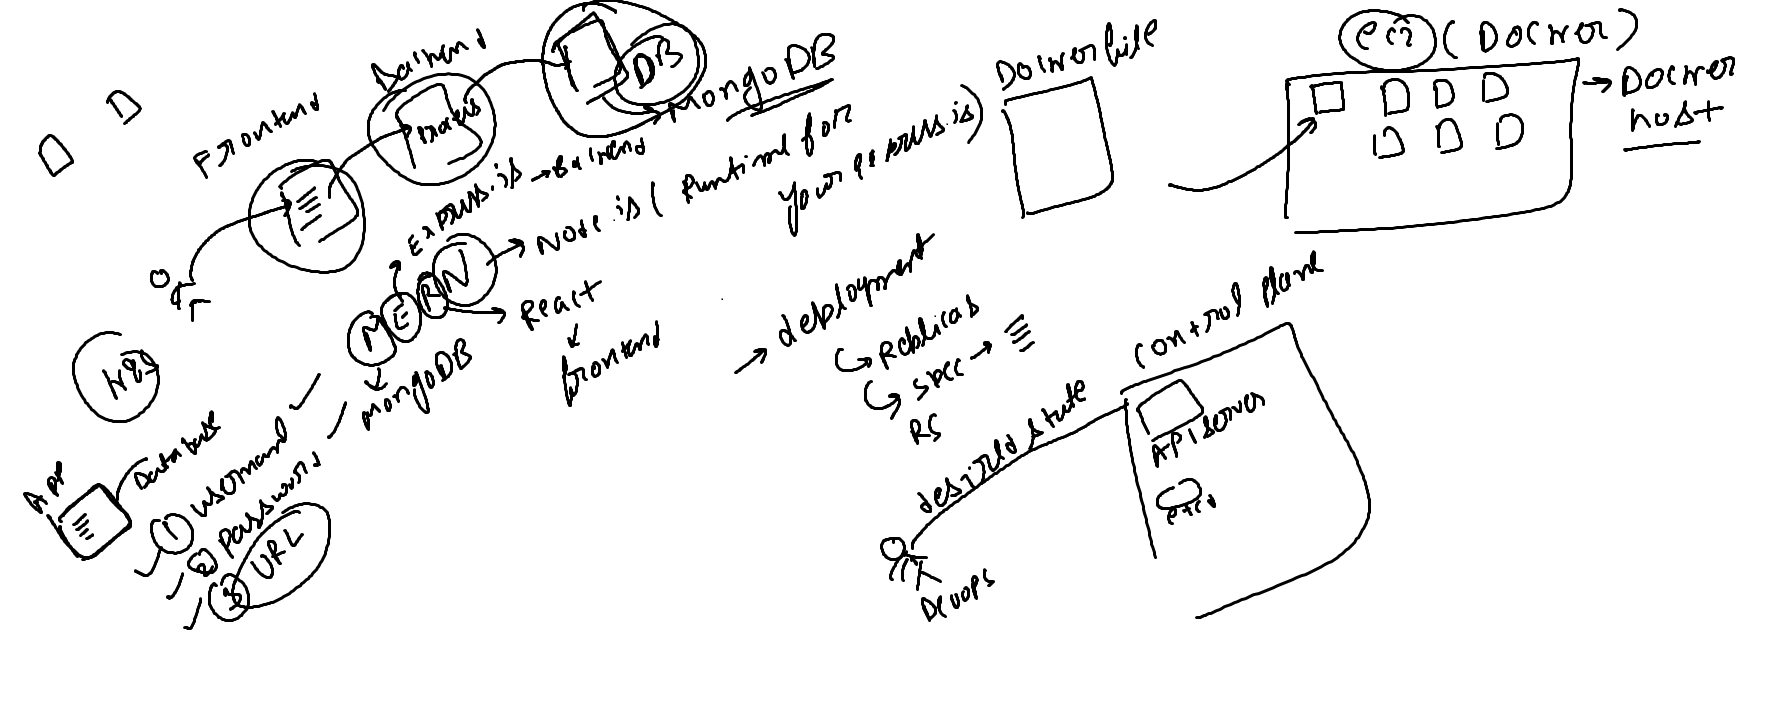 Frontend
Backend
process
DB
MongoDB
Express.js → Backend
MERN
Node.js ( Runtime for
your express.js)
React
frontend
mongoDB
k8s
App
Database
1 username
2 password
3 URL
Dockerfile
ec2 ( Docker )
Docker
host
deployment
Replicas
spec →
RS
desired state
Devops
control plane
API server
etcd